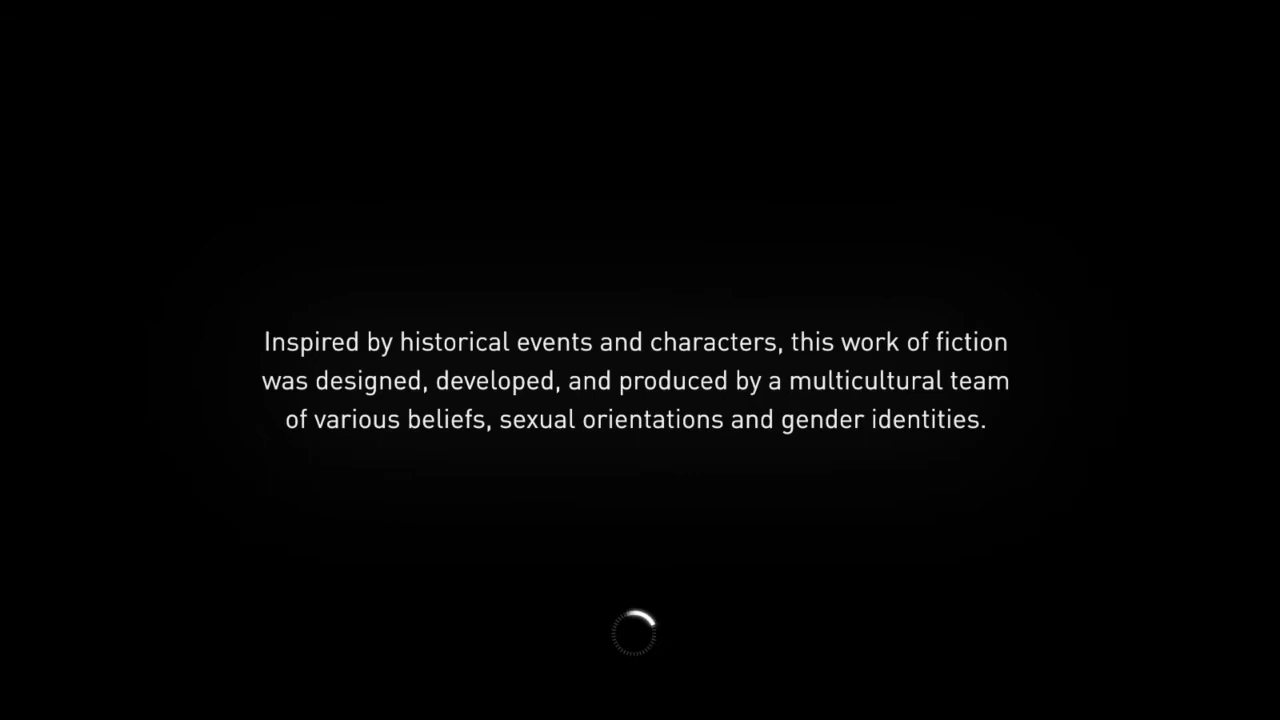 Inspired by historical events and characters, this work of fiction
was designed, developed, and produced by a multicultural team
of various beliefs, sexual orientations and gender identities.